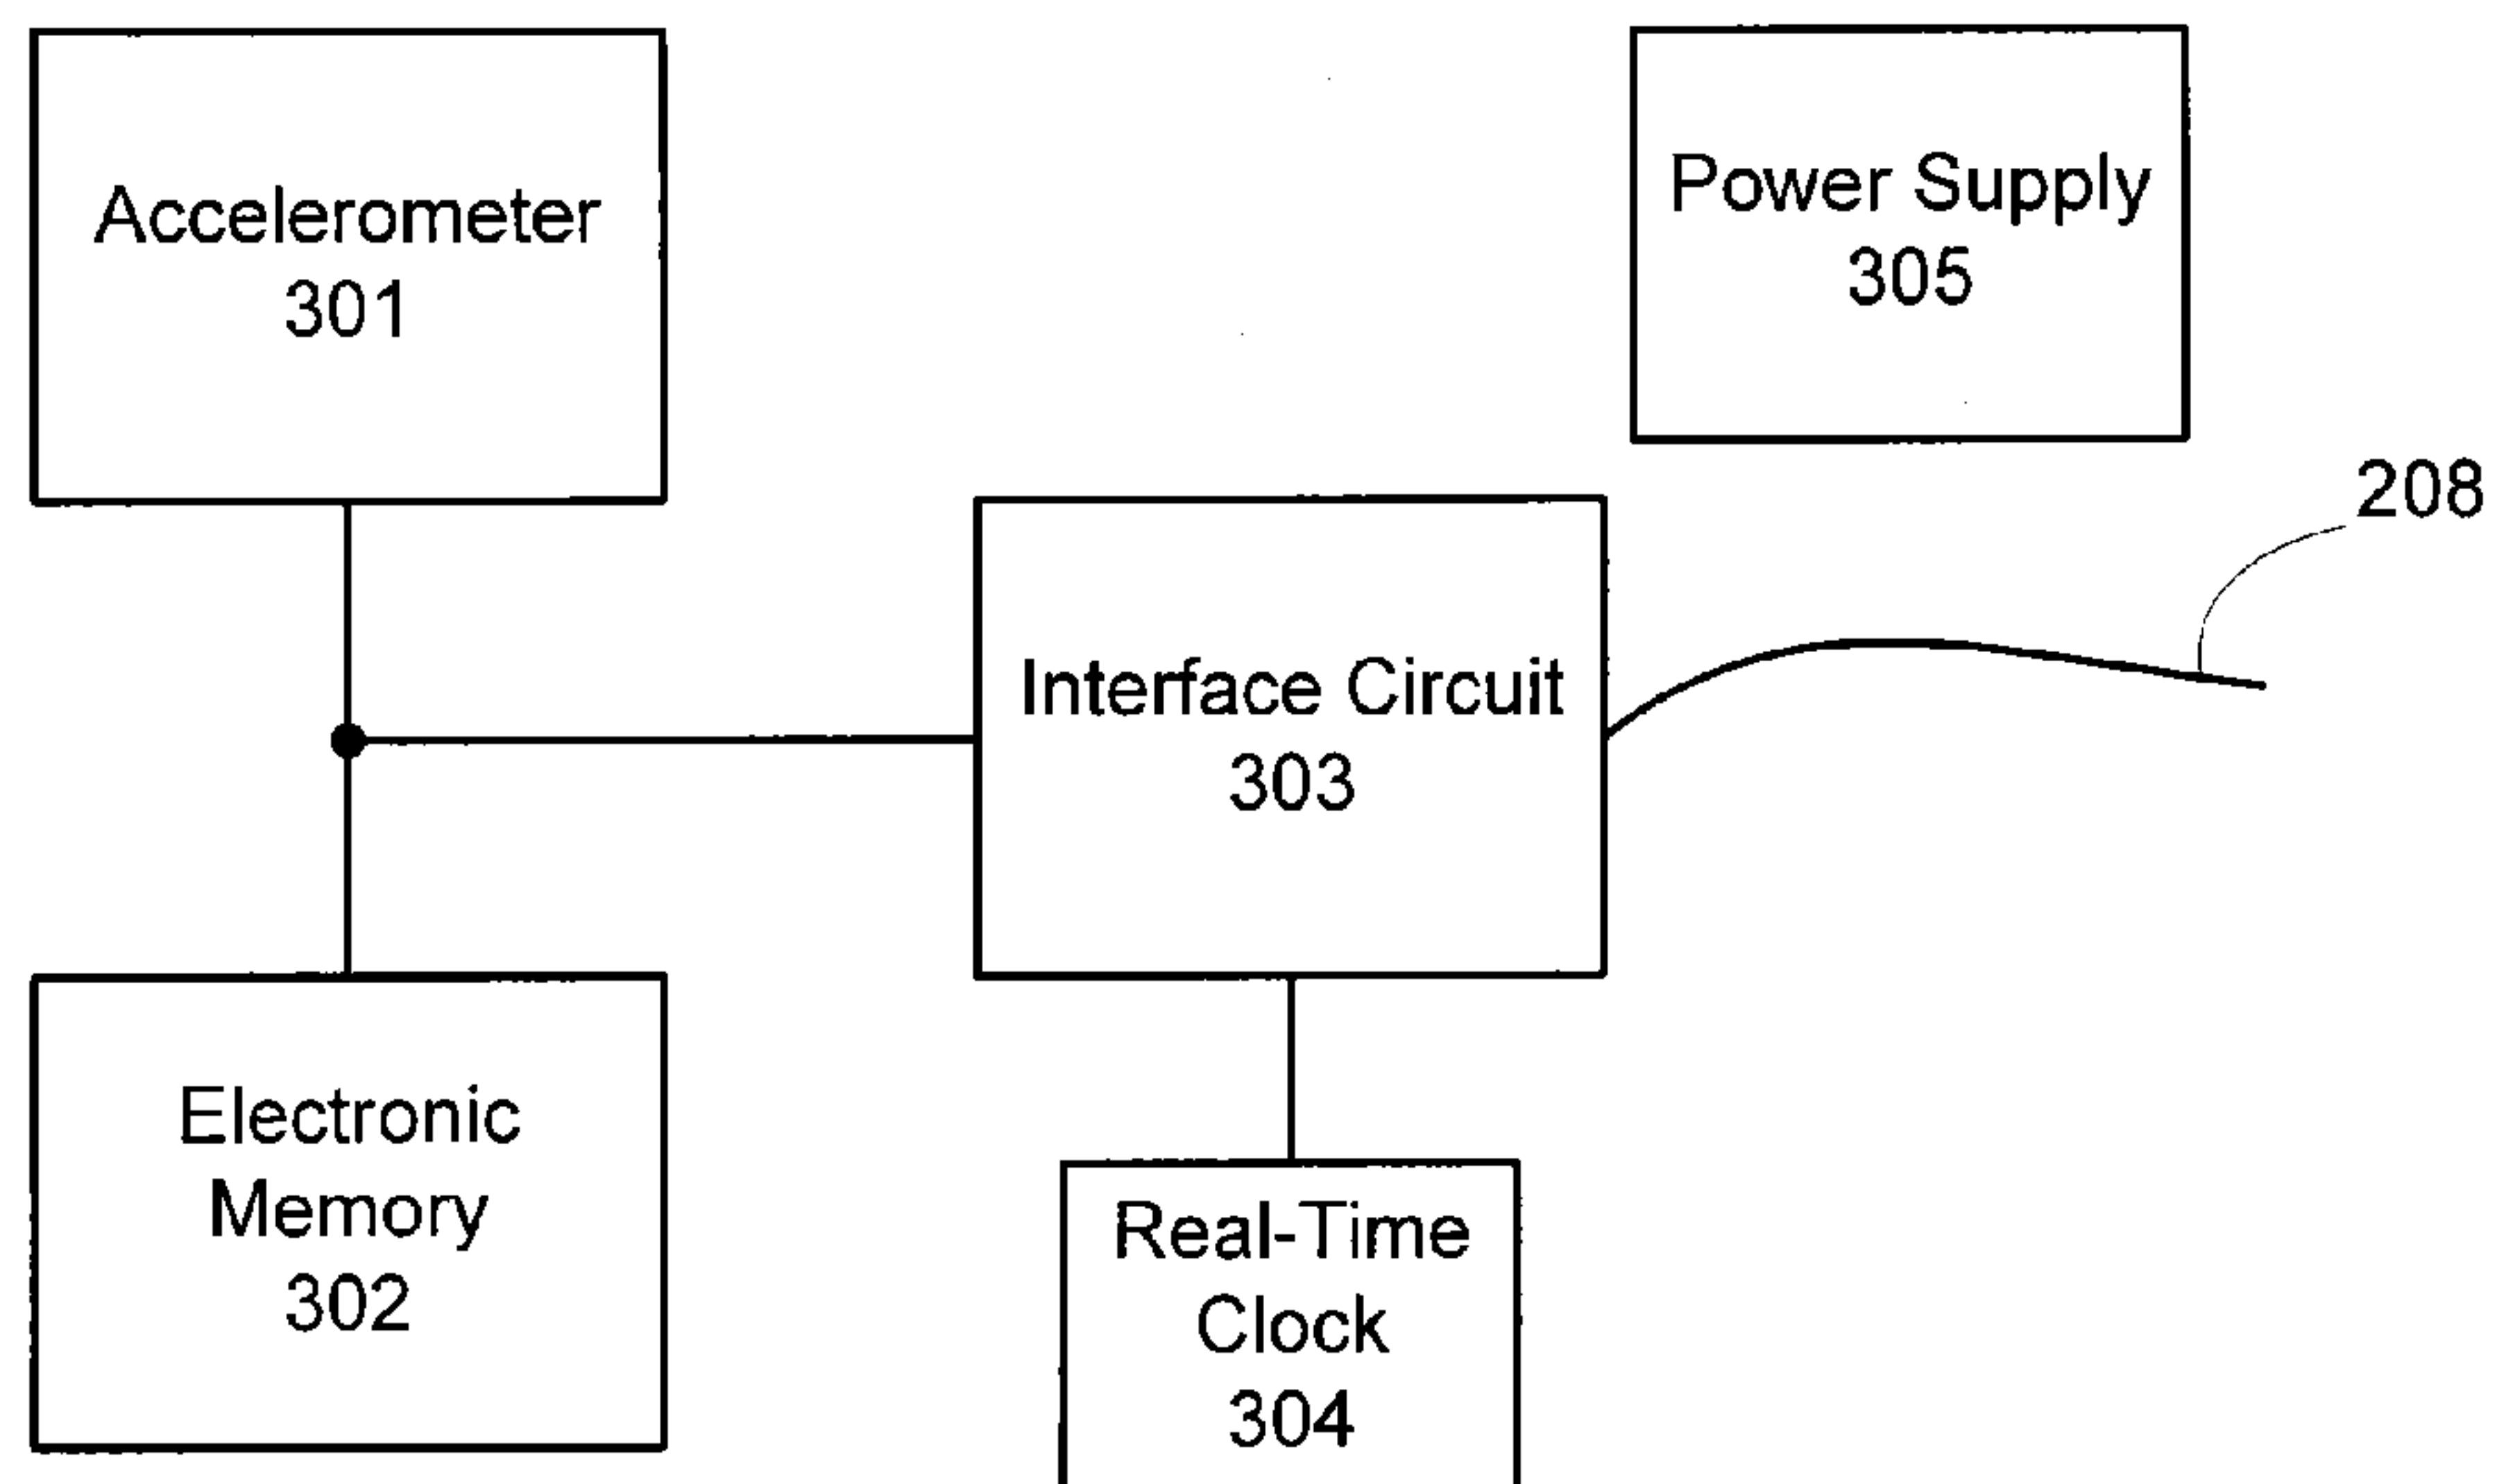 Accelerometer
301
Power Supply
305
208
Interface Circuit
303
Electronic
Memory
302
Real-Time
Clock
304